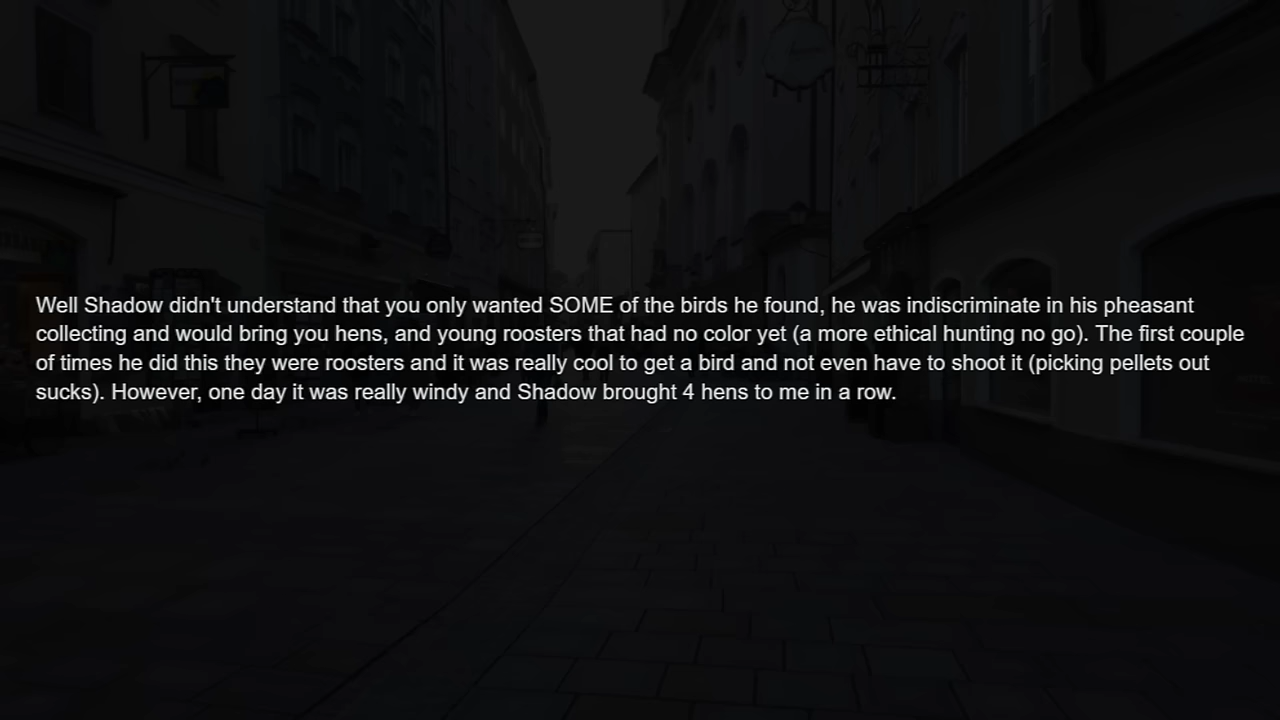 Well Shadow didn't understand that you only wanted SOME of the birds he found, he was indiscriminate in his pheasant
collecting and would bring you hens, and young roosters that had no color yet (a more ethical hunting no go). The first couple
of times he did this they were roosters and it was really cool to get a bird and not even have to shoot it (picking pellets out
sucks). However, one day it was really windy and Shadow brought 4 hens to me in a row.